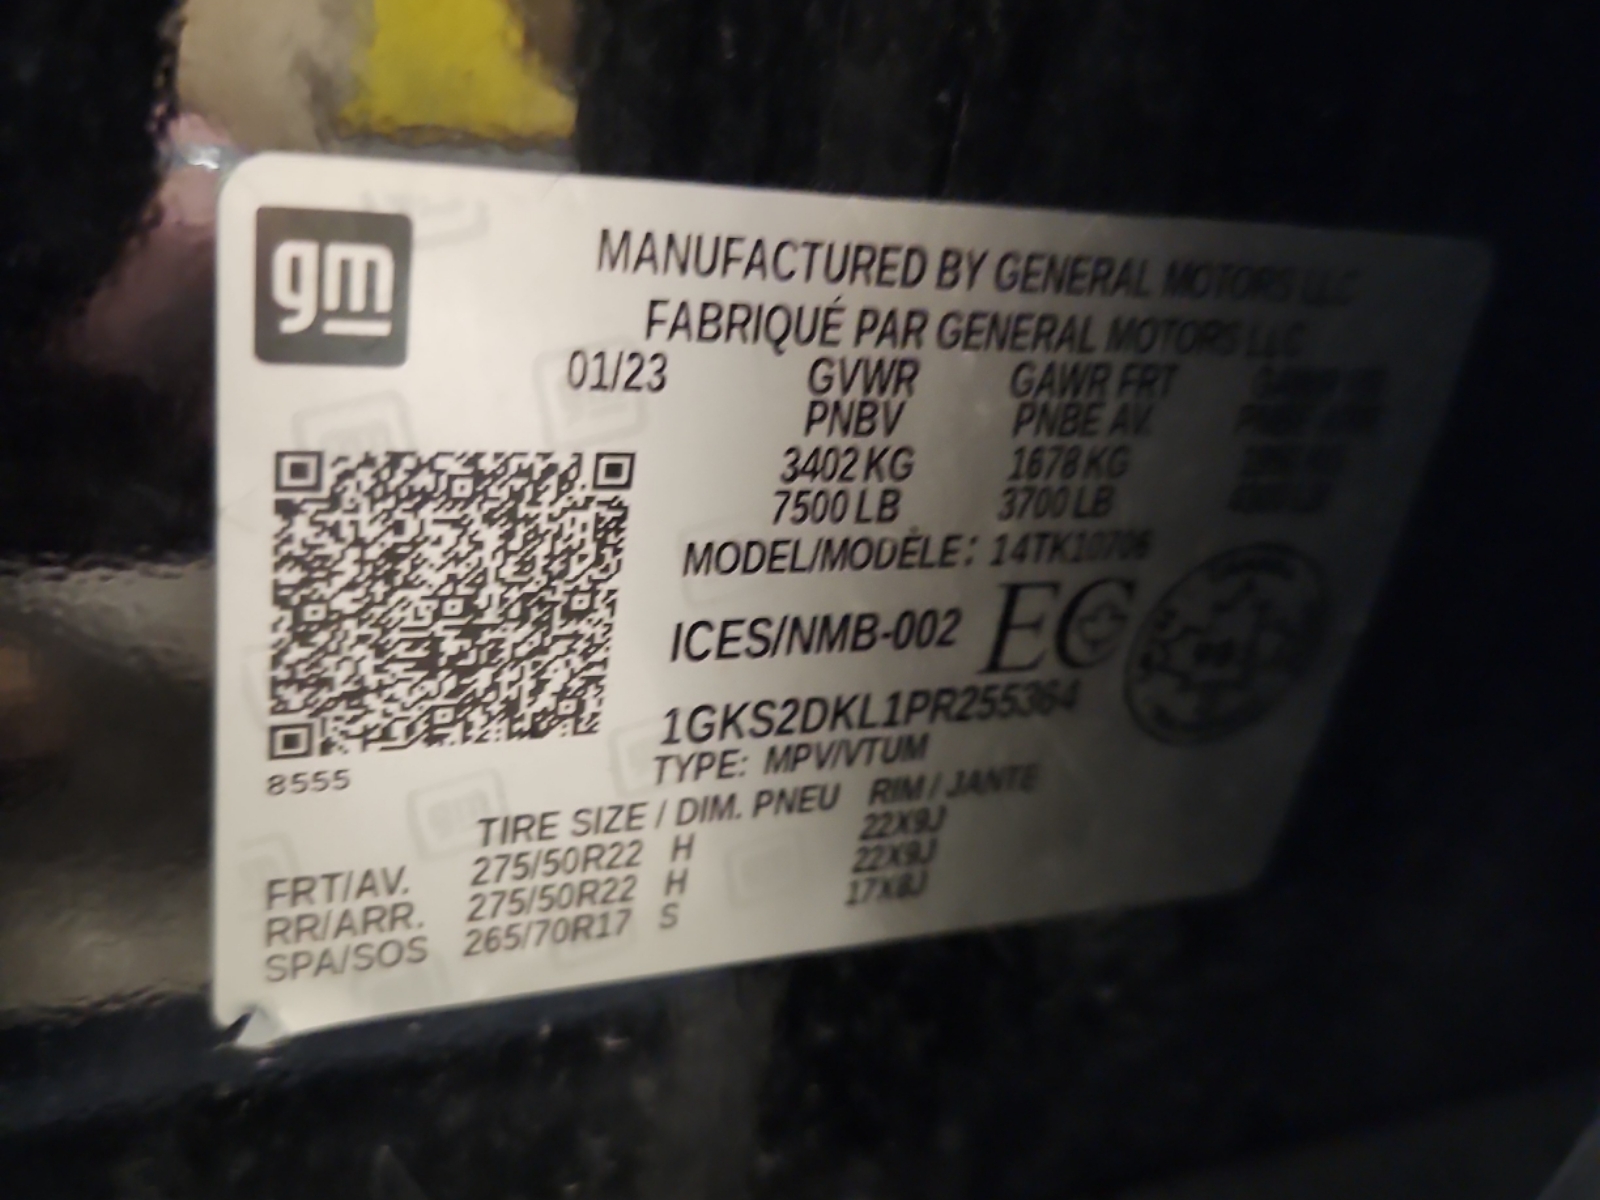 gm
MANUFACTURED BY GENERAL MOTORS LLC
FABRIQUÉ PAR GENERAL MOTORS LLC
01/23 GVWR GAWR FRT
PNBV PNBE AV.
3402 KG 1678 KG
7500 LB 3700 LB
MODEL/MODÈLE: 14TK10706
ICES/NMB-002 EC
1GKS2DKL1PR255364
TYPE: MPV/VTUM
8555
TIRE SIZE / DIM. PNEU RIM / JANTE
FRT/AV. 275/50R22 H 22X9J
RR/ARR. 275/50R22 H 22X9J
SPA/SOS 265/70R17 S 17X8J